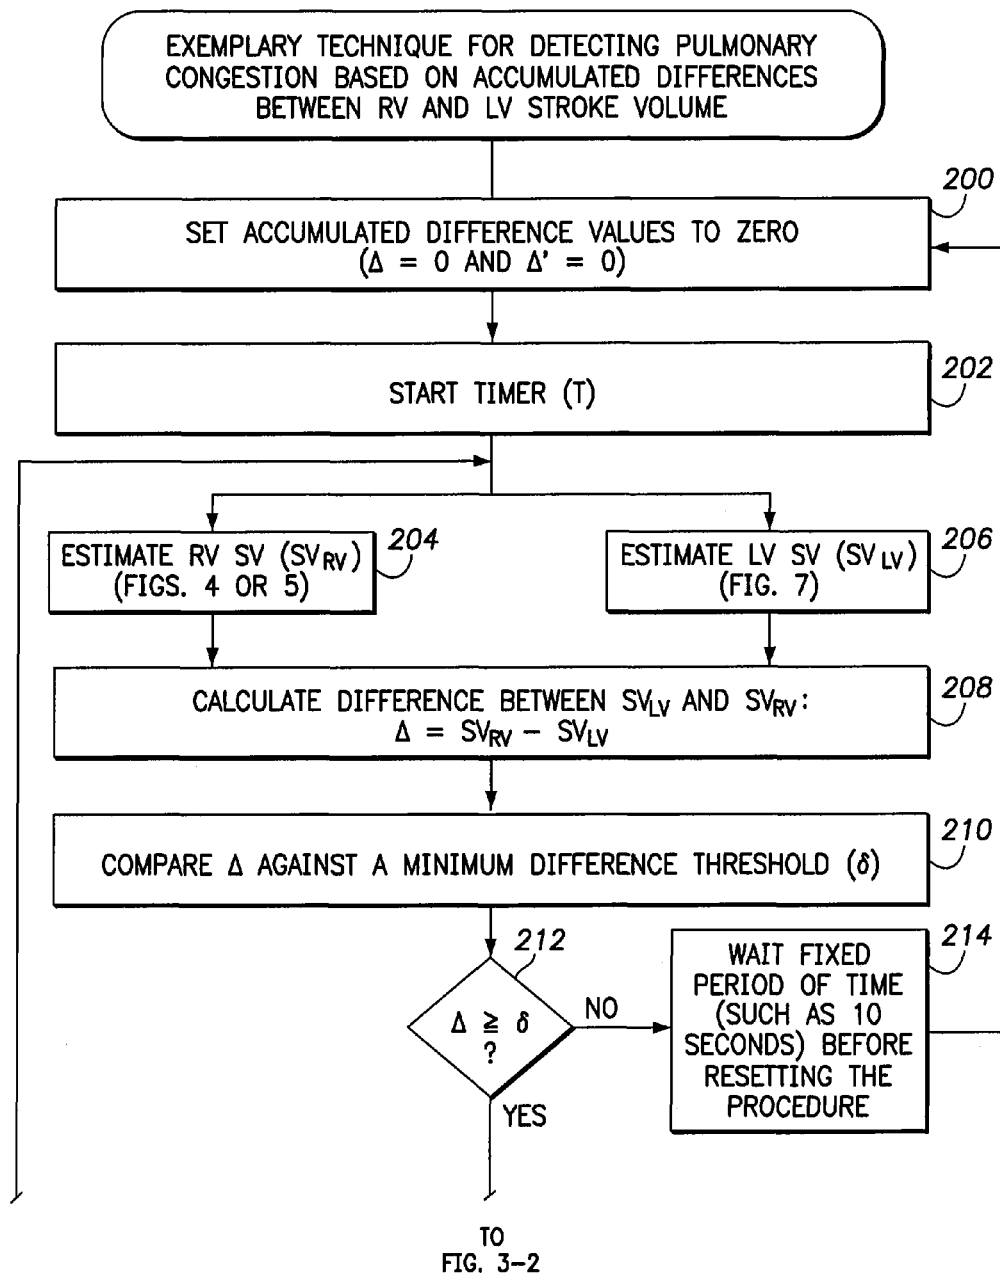 EXEMPLARY TECHNIQUE FOR DETECTING PULMONARY
CONGESTION BASED ON ACCUMULATED DIFFERENCES
BETWEEN RV AND LV STROKE VOLUME
200
SET ACCUMULATED DIFFERENCE VALUES TO ZERO
(Δ = 0 AND Δ' = 0)
202
START TIMER (T)
204
ESTIMATE RV SV (SV_RV)
(FIGS. 4 OR 5)
206
ESTIMATE LV SV (SV_LV)
(FIG. 7)
208
CALCULATE DIFFERENCE BETWEEN SV_LV AND SV_RV:
Δ = SV_RV − SV_LV
210
COMPARE Δ AGAINST A MINIMUM DIFFERENCE THRESHOLD (δ)
212
Δ ≧ δ
?
NO
YES
214
WAIT FIXED
PERIOD OF TIME
(SUCH AS 10
SECONDS) BEFORE
RESETTING THE
PROCEDURE
TO
FIG. 3-2